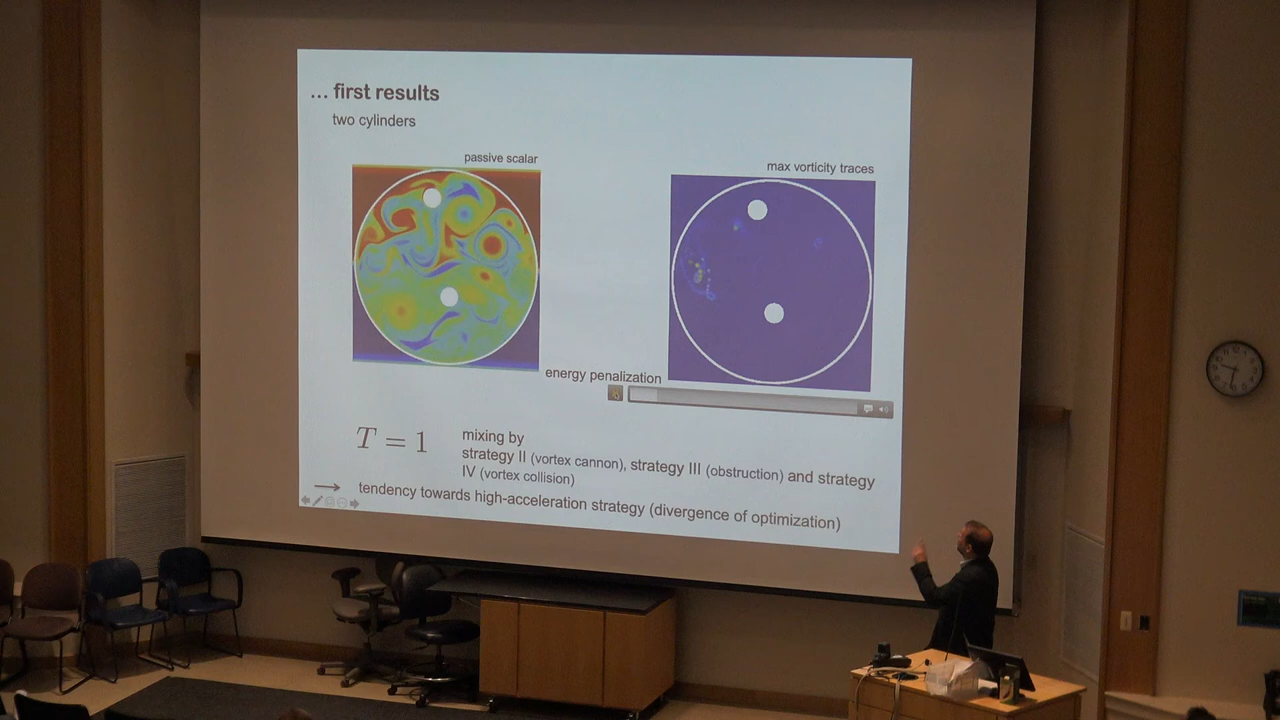 ... first results
two cylinders
passive scalar
max vorticity traces
energy penalization
T = 1
mixing by
strategy II (vortex cannon), strategy III (obstruction) and strategy
IV (vortex collision)
→ tendency towards high-acceleration strategy (divergence of optimization)